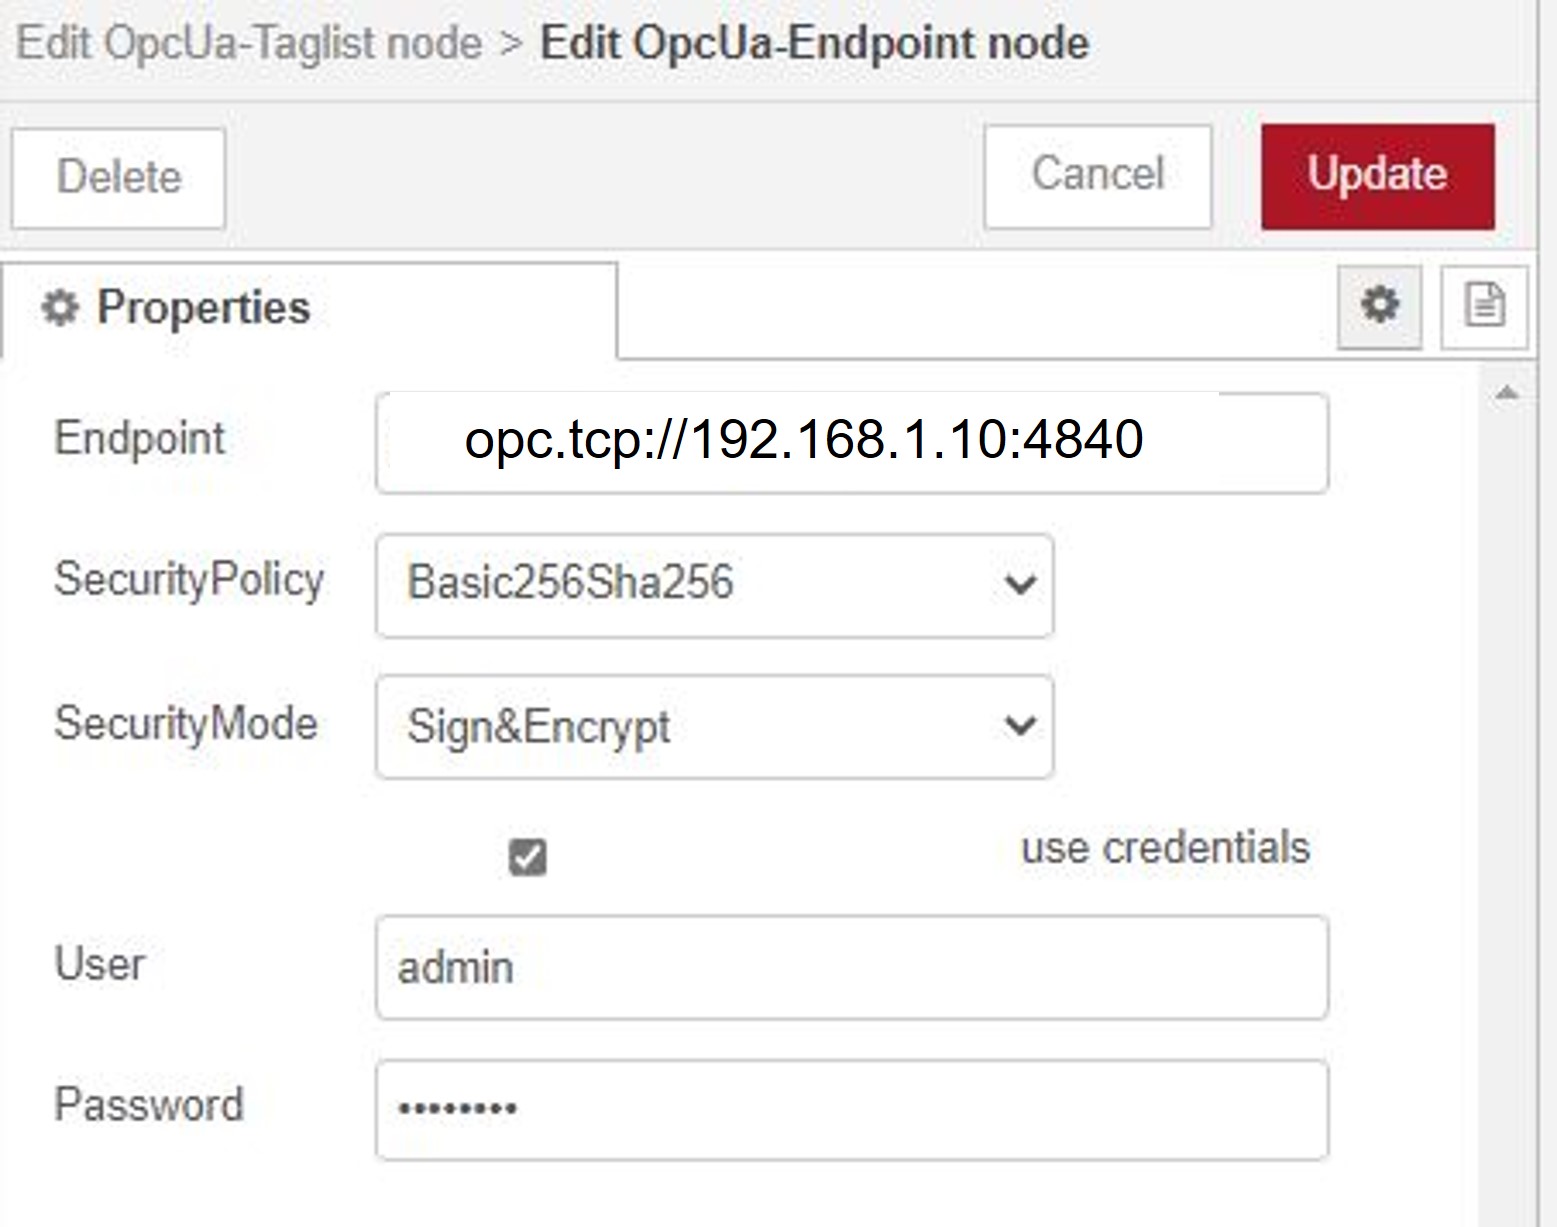 Edit OpcUa-Taglist node > Edit OpcUa-Endpoint node
Delete
Cancel
Update
Properties
Endpoint
opc.tcp://192.168.1.10:4840
SecurityPolicy
Basic256Sha256
SecurityMode
Sign&Encrypt
use credentials
User
admin
Password
••••••••